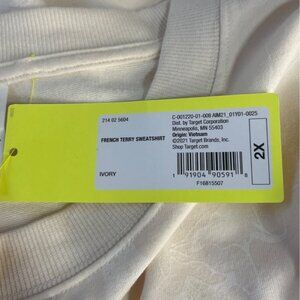 214 02 5604
FRENCH TERRY SWEATSHIRT
IVORY
C-001220-01-008 AIM21_01Y01-0025
Dist. by Target Corporation
Minneapolis, MN 55403
Origin: Vietnam
©2021 Target Brands, Inc.
Shop Target.com
1 91904 90591 8
F16815507
2X